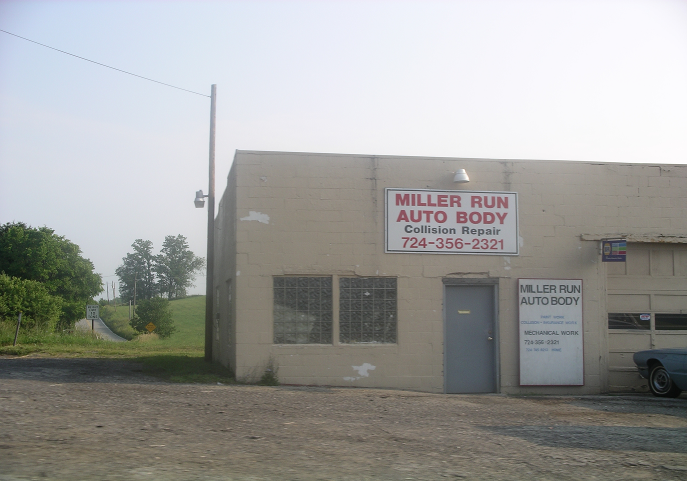 MILLER RUN
AUTO BODY
Collision Repair
724-356-2321
MILLER RUN
AUTO BODY
MECHANICAL WORK
724-356-2321